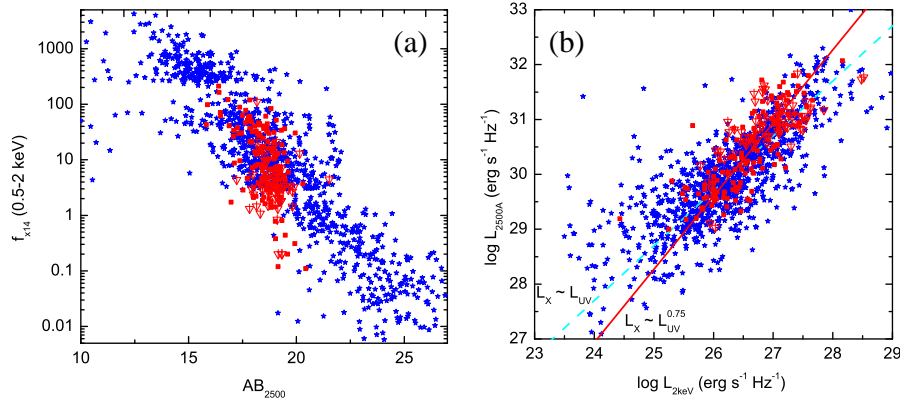 (a)
1000
100
10
1
0.1
0.01
f_x14 (0.5-2 keV)
10 15 20 25
AB_2500
(b)
33
32
31
30
29
28
27
log L_2500A (erg s^-1 Hz^-1)
L_X ~ L_UV
L_X ~ L_UV^0.75
23 24 25 26 27 28 29
log L_2keV (erg s^-1 Hz^-1)